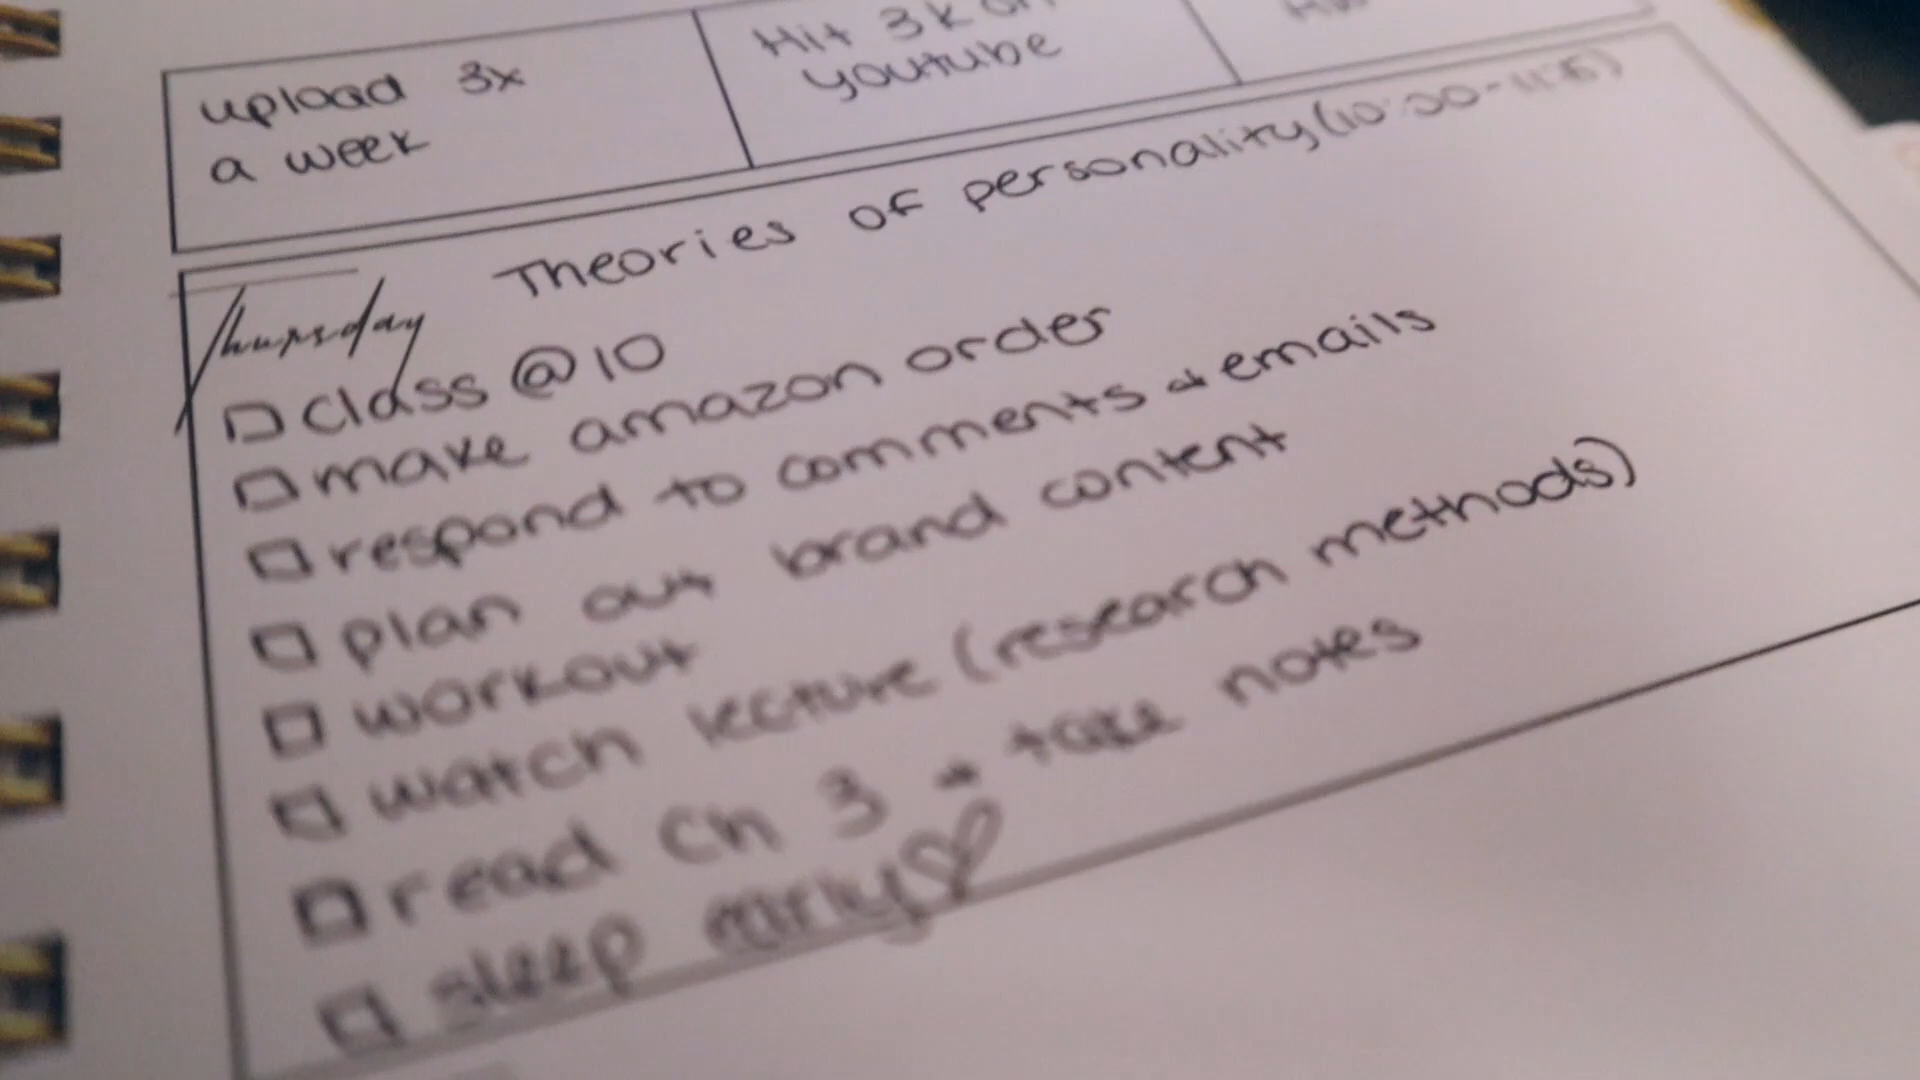 upload 3x
a week
Hit 3k on
youtube
Thursday
Theories of personality
□ class @ 10
□ make amazon order
□ respond to comments & emails
□ plan out brand content
□ workout
□ watch lecture (research methods)
□ read ch 3 & take notes
□ sleep early ♡